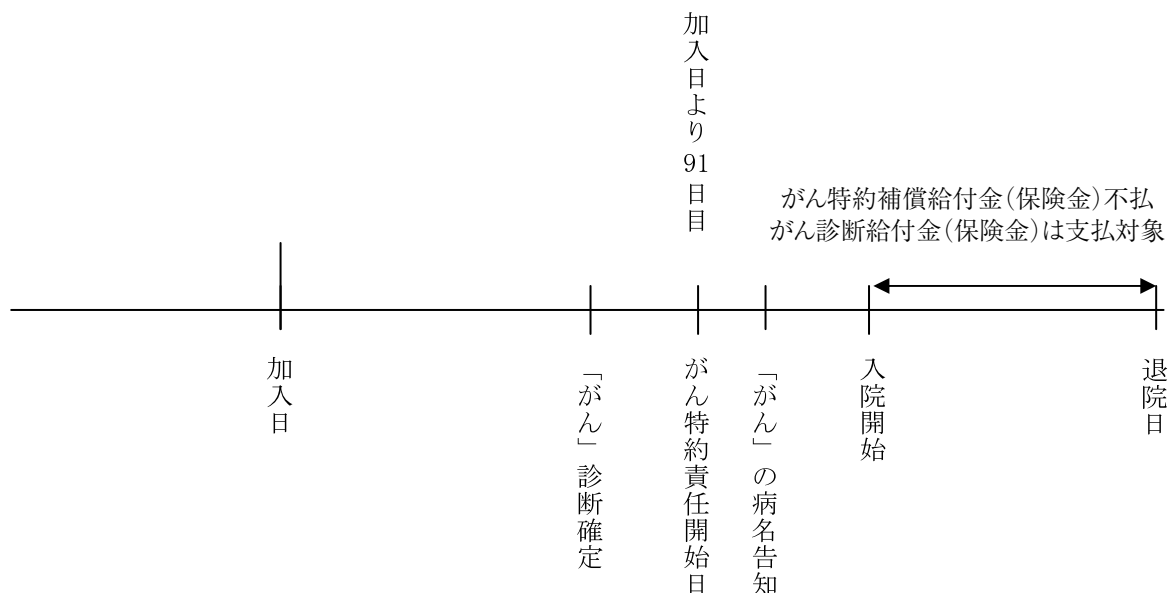 加入日より91日目
がん特約補償給付金（保険金）不払
がん診断給付金（保険金）は支払対象
加入日
「がん」診断確定
がん特約責任開始日
「がん」の病名告知
入院開始
退院日